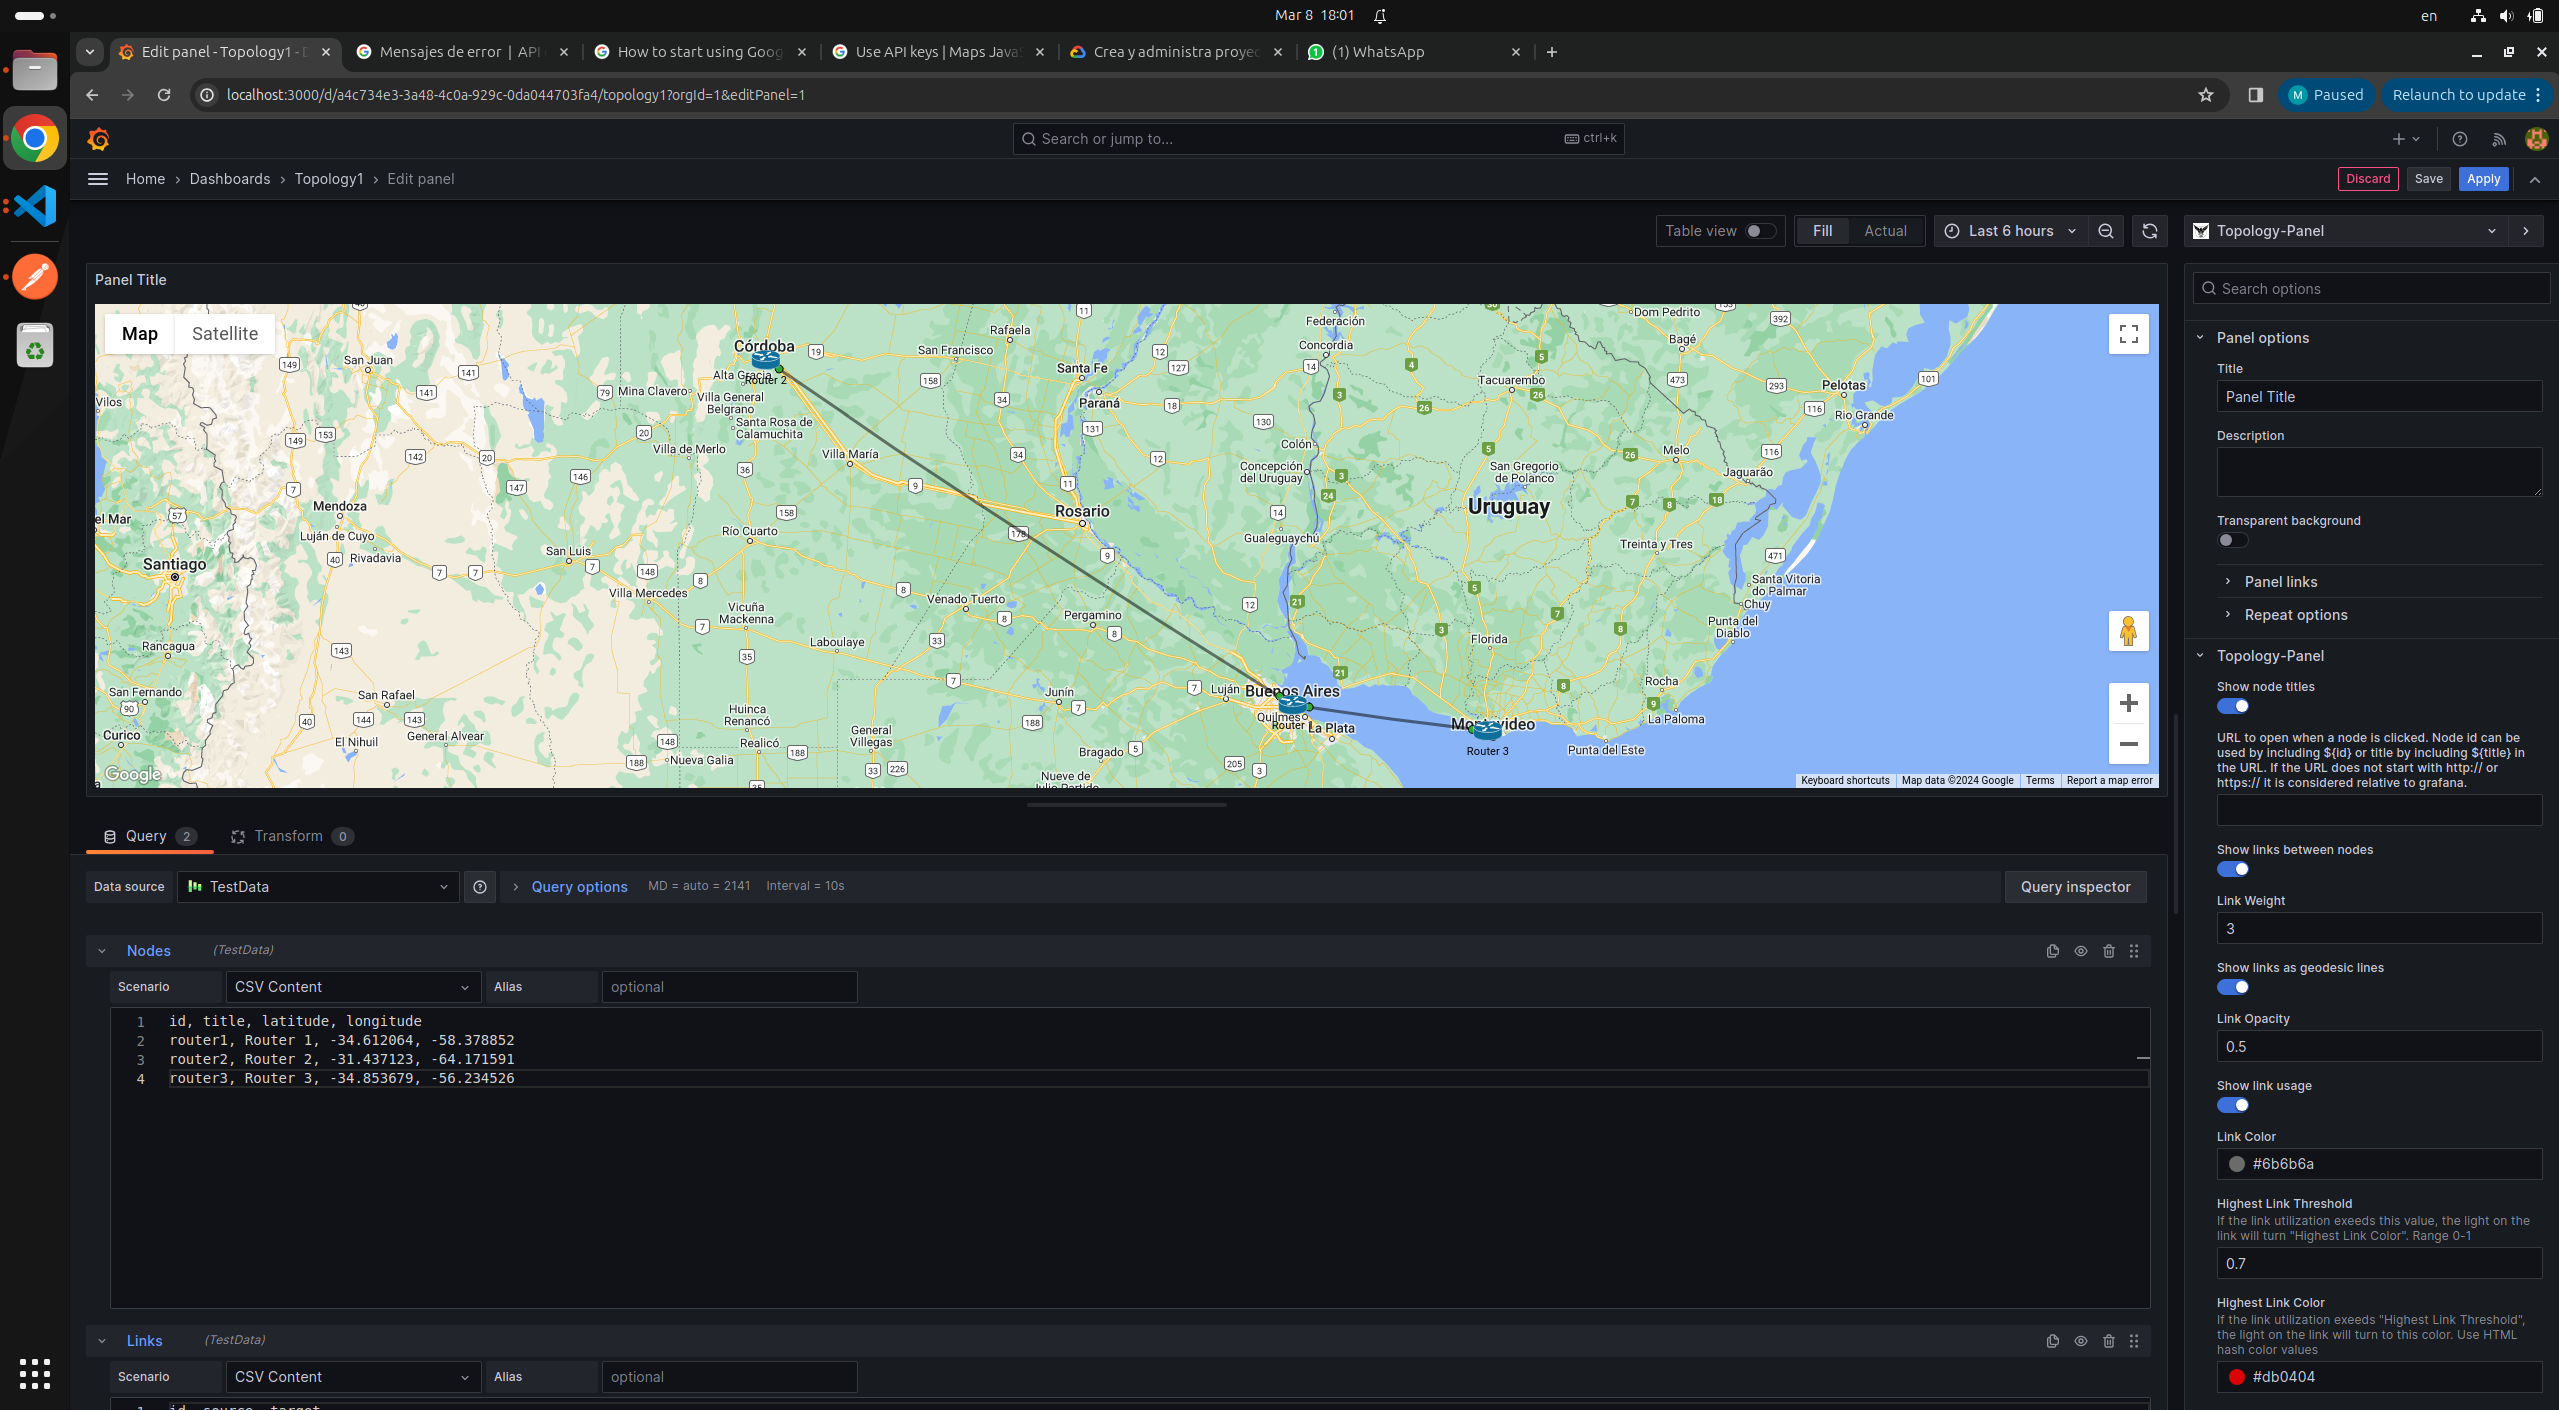 Mar 8 18:01
en
Edit panel - Topology1 - D
Mensajes de error | API
How to start using Goog
Use API keys | Maps JavaS
Crea y administra proyec
(1) WhatsApp
localhost:3000/d/a4c734e3-3a48-4c0a-929c-0da044703fa4/topology1?orgId=1&editPanel=1
M Paused
Relaunch to update
Search or jump to...
ctrl+k
Home › Dashboards › Topology1 › Edit panel
Discard
Save
Apply
Table view
Fill
Actual
Last 6 hours
Topology-Panel
Panel Title
Map
Satellite
Córdoba
Router 2
Alta Gracia
Villa General
Belgrano
Santa Rosa de
Calamuchita
Mina Clavero
San Juan
Vilos
San Francisco
Rafaela
Santa Fe
Paraná
Federación
Concordia
Dom Pedrito
Bagé
Tacuarembo
Pelotas
Rio Grande
Villa de Merlo
Villa María
Colón
Concepción
del Uruguay
San Gregorio
de Polanco
Melo
Jaguarão
Uruguay
el Mar
Mendoza
Luján de Cuyo
Rivadavia
Santiago
San Luis
Villa Mercedes
Río Cuarto
Rosario
Gualeguaychú
Treinta y Tres
Santa Vitoria
do Palmar
Chuy
Punta del
Diablo
Vicuña
Mackenna
Venado Tuerto
Pergamino
Laboulaye
Florida
Rancagua
San Fernando
Curico
San Rafael
El Nihuil
General Alvear
Huinca
Renancó
Realicó
Nueva Galia
General
Villegas
Junín
Luján
Buenos Aires
Quilmes
Router 1
La Plata
Bragado
Nueve de
Julio Partido
Montevideo
Router 3
Rocha
La Paloma
Punta del Este
Google
Keyboard shortcuts
Map data ©2024 Google
Terms
Report a map error
Query 2
Transform 0
Data source
TestData
Query options
MD = auto = 2141
Interval = 10s
Query inspector
Nodes
(TestData)
Scenario
CSV Content
Alias
optional
1 id, title, latitude, longitude
2 router1, Router 1, -34.612064, -58.378852
3 router2, Router 2, -31.437123, -64.171591
4 router3, Router 3, -34.853679, -56.234526
Links
(TestData)
Scenario
CSV Content
Alias
optional
1 id, source, target
Search options
Panel options
Title
Panel Title
Description
Transparent background
Panel links
Repeat options
Topology-Panel
Show node titles
URL to open when a node is clicked. Node id can be
used by including ${id} or title by including ${title} in
the URL. If the URL does not start with http:// or
https:// it is considered relative to grafana.
Show links between nodes
Link Weight
3
Show links as geodesic lines
Link Opacity
0.5
Show link usage
Link Color
#6b6b6a
Highest Link Threshold
If the link utilization exeeds this value, the light on the
link will turn "Highest Link Color". Range 0-1
0.7
Highest Link Color
If the link utilization exeeds "Highest Link Threshold",
the light on the link will turn to this color. Use HTML
hash color values
#db0404